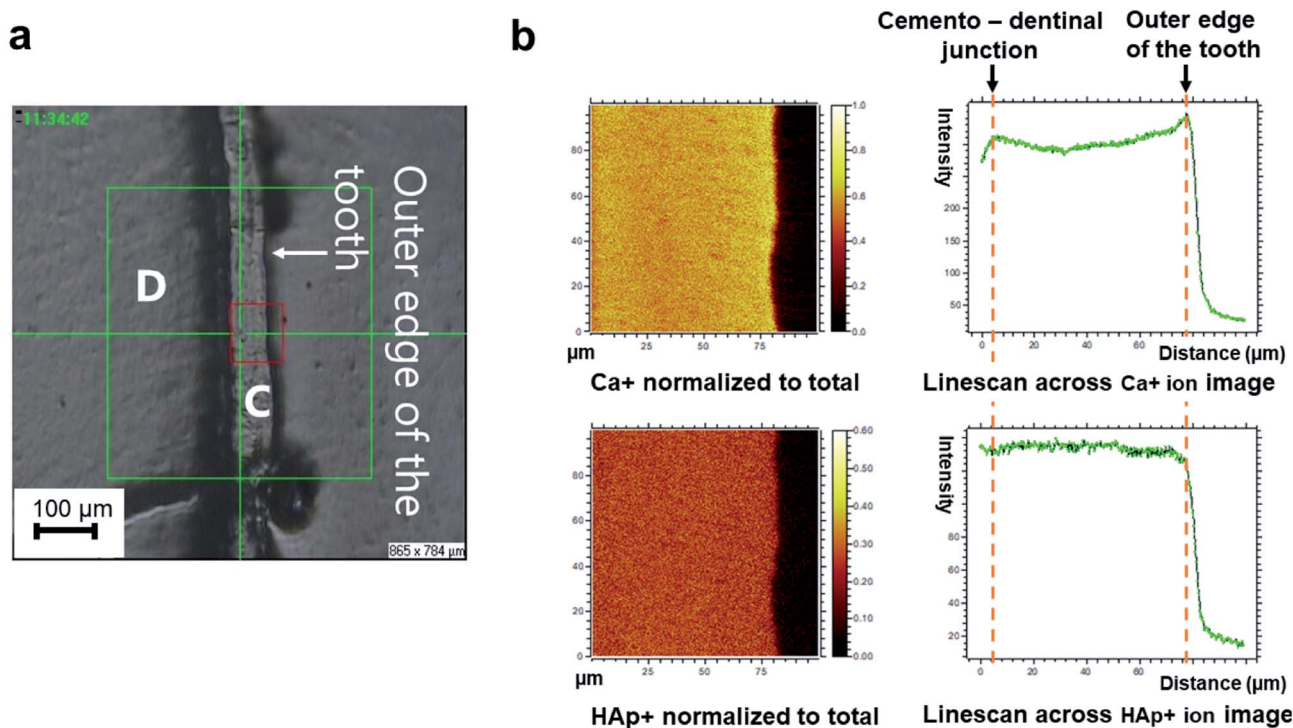 a
11:34:42
D
C
Outer edge of the
tooth
100 µm
865 x 784 µm
b
80
60
40
20
0
µm
25
50
75
1.0
0.8
0.6
0.4
0.2
0.0
Ca+ normalized to total
Cemento – dentinal
junction
Outer edge
of the tooth
Intensity
250
200
150
100
50
0
20
40
60
80
Distance (µm)
Linescan across Ca+ ion image
80
60
40
20
0
µm
25
50
75
0.60
0.50
0.40
0.30
0.20
0.10
0.00
HAp+ normalized to total
Intensity
80
60
40
20
0
20
40
60
80
Distance (µm)
Linescan across HAp+ ion image